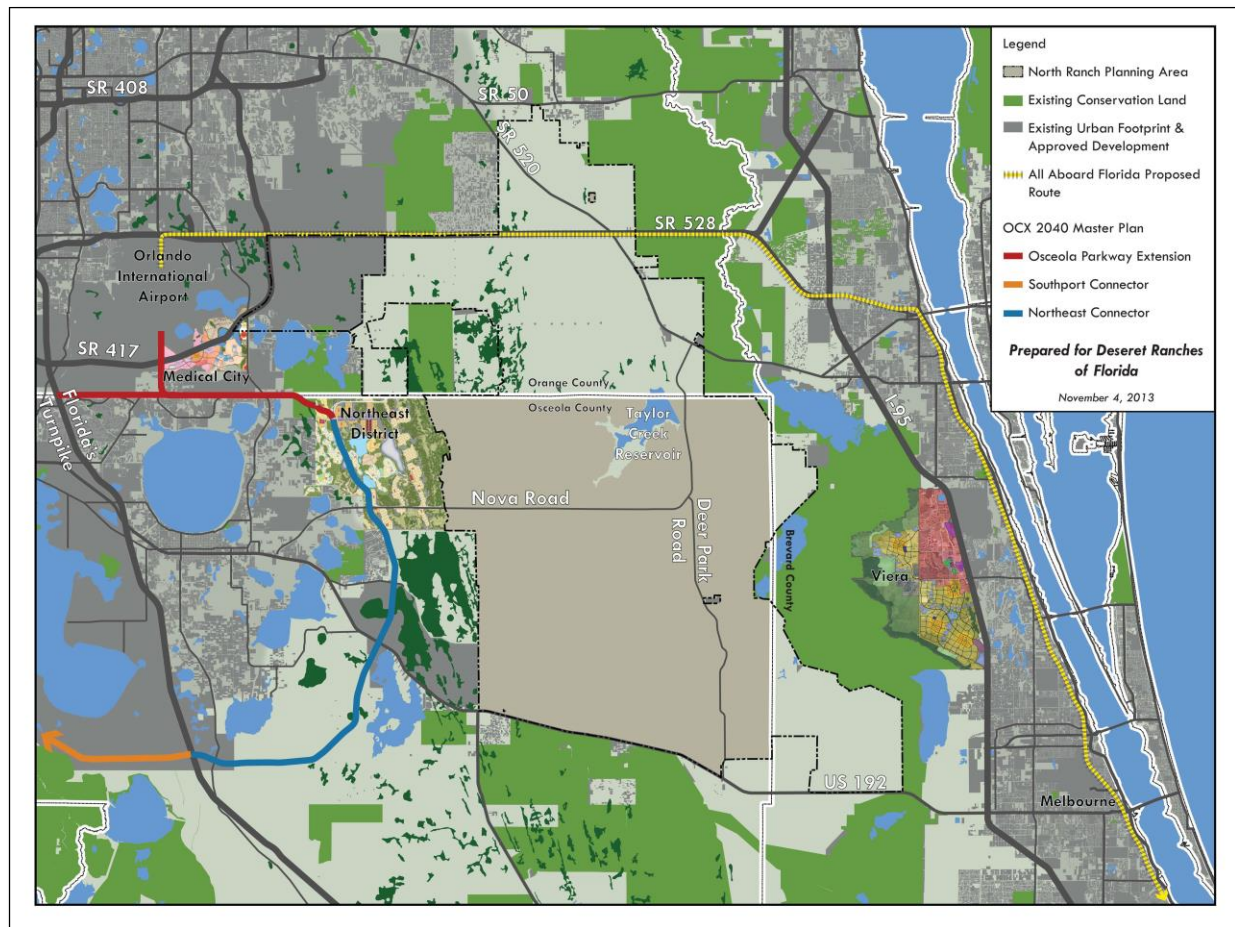 Legend
North Ranch Planning Area
Existing Conservation Land
Existing Urban Footprint &
Approved Development
All Aboard Florida Proposed
Route
OCX 2040 Master Plan
Osceola Parkway Extension
Southport Connector
Northeast Connector
Prepared for Deseret Ranches
of Florida
November 4, 2013
SR 408
SR 50
SR 520
SR 528
Orlando
International
Airport
SR 417
Medical City
Florida's
Turnpike
Orange County
Osceola County
Northeast
District
Taylor
Creek
Reservoir
I-95
Nova Road
Deer Park
Road
Brevard County
Viera
US 192
Melbourne